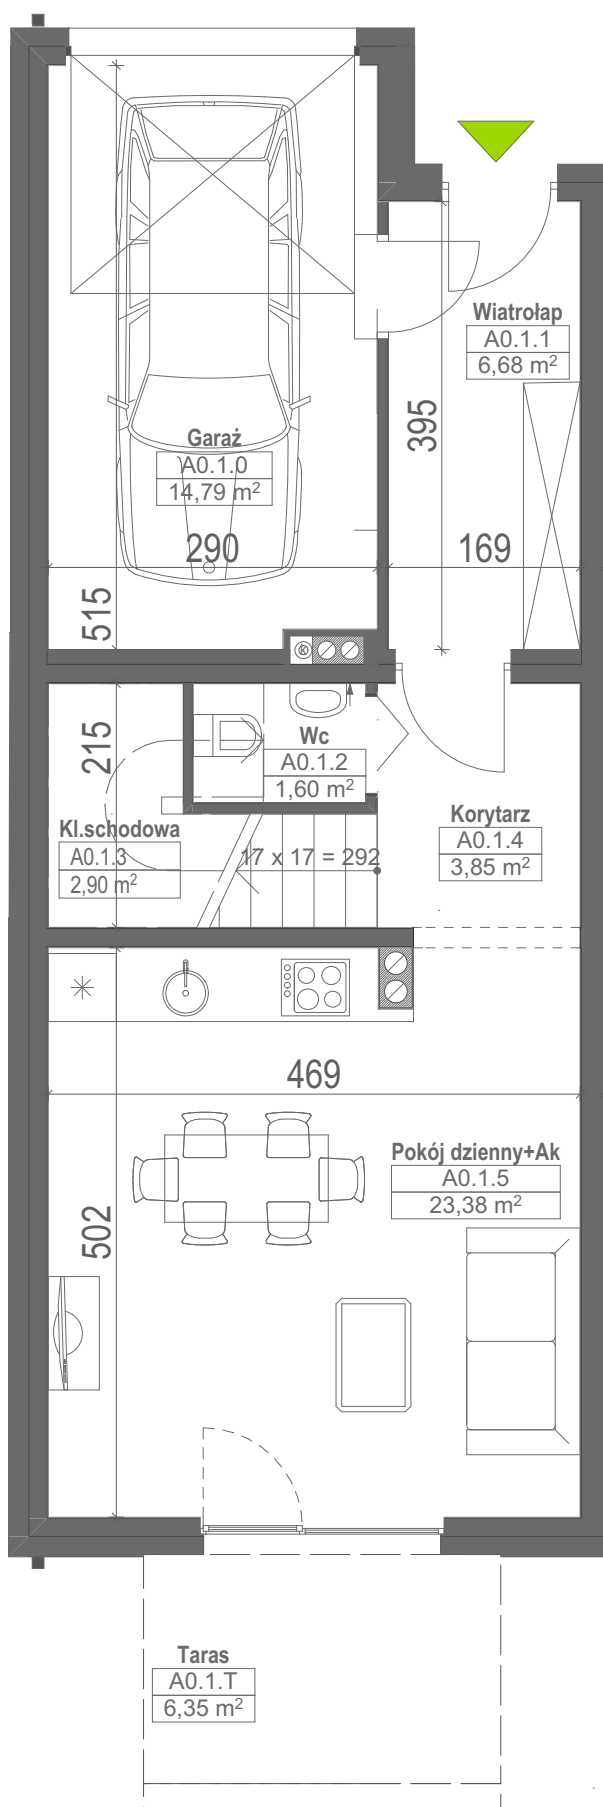 Wiatrołap
A0.1.1
6,68 m²
395
Garaż
A0.1.0
14,79 m²
290
169
515
K
215
Wc
A0.1.2
1,60 m²
Kl.schodowa
A0.1.3
2,90 m²
17 x 17 = 292
Korytarz
A0.1.4
3,85 m²
469
Pokój dzienny+Ak
A0.1.5
23,38 m²
502
Taras
A0.1.T
6,35 m²